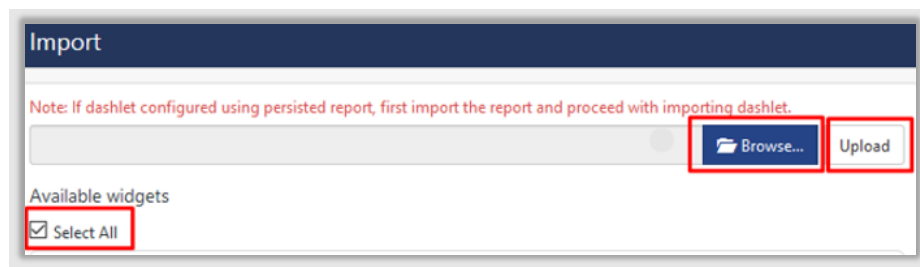 Import
Note: If dashlet configured using persisted report, first import the report and proceed with importing dashlet.
Browse... Upload
Available widgets
Select All